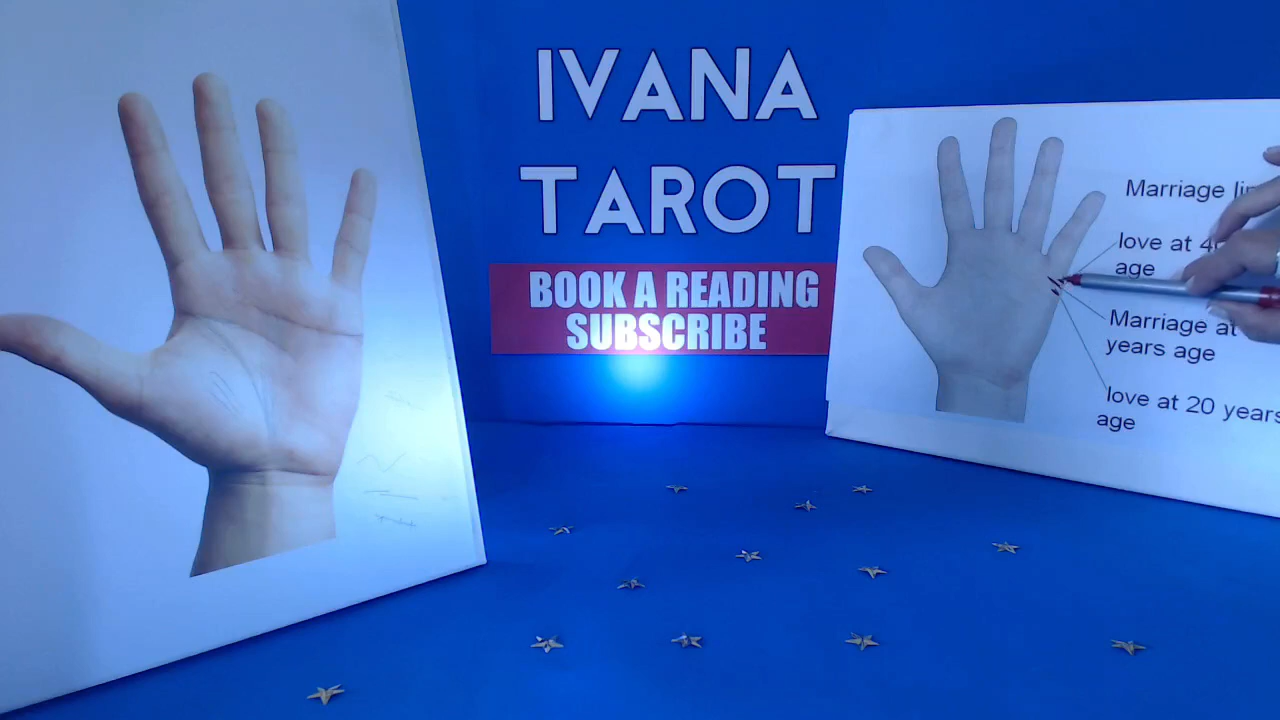 IVANA
TAROT
BOOK A READING
SUBSCRIBE
Marriage
love at
age
Marriage at
years age
love at 20 years
age